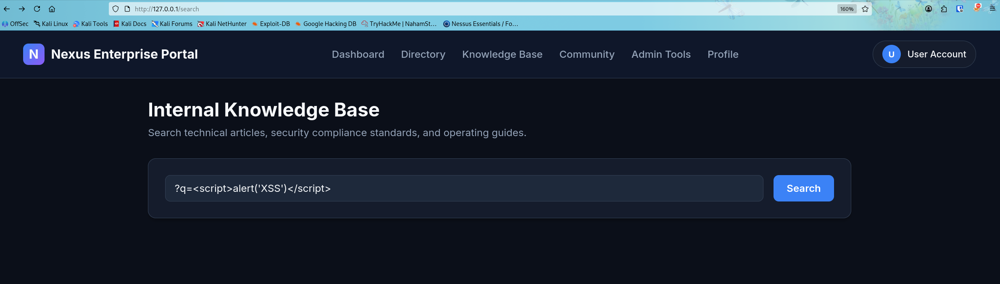 http://127.0.0.1/search
160%
OffSec Kali Linux Kali Tools Kali Docs Kali Forums Kali NetHunter Exploit-DB Google Hacking DB TryHackMe | NahamSt... Nessus Essentials / Fo...
N Nexus Enterprise Portal Dashboard Directory Knowledge Base Community Admin Tools Profile U User Account
Internal Knowledge Base
Search technical articles, security compliance standards, and operating guides.
?q=<script>alert('XSS')</script> Search